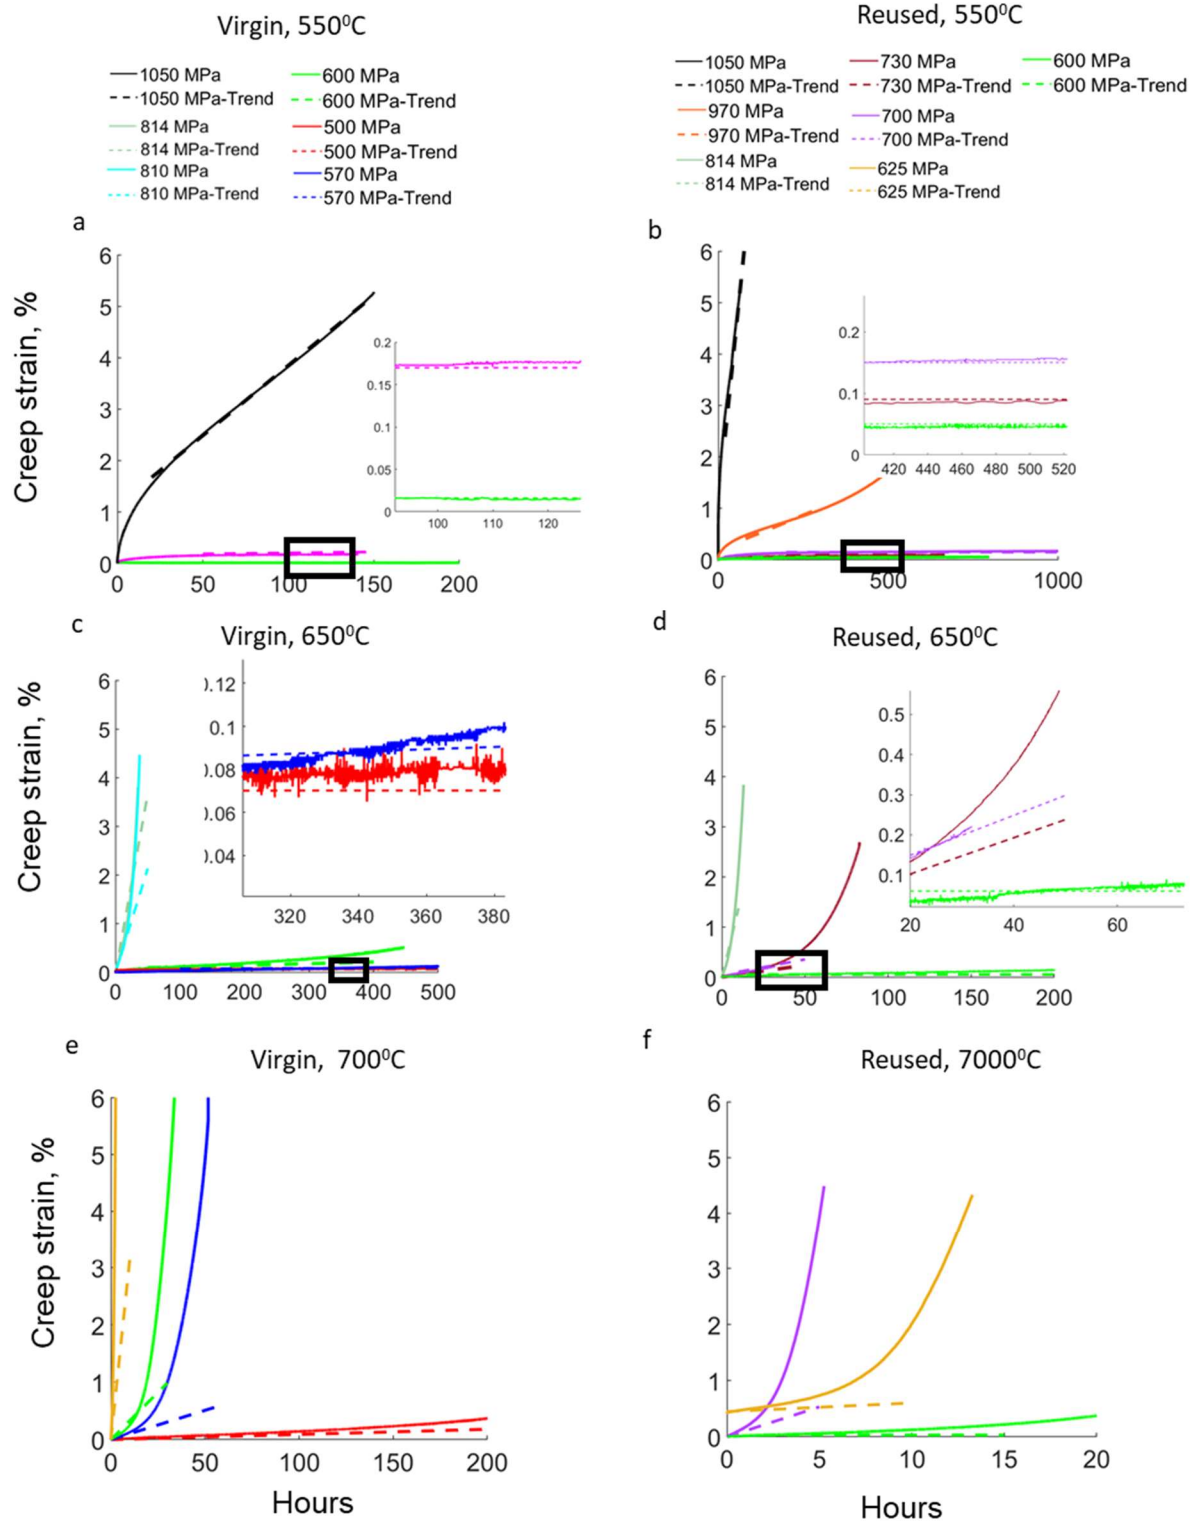 Virgin, 550⁰C
Reused, 550⁰C
1050 MPa
1050 MPa-Trend
814 MPa
814 MPa-Trend
810 MPa
810 MPa-Trend
600 MPa
600 MPa-Trend
500 MPa
500 MPa-Trend
570 MPa
570 MPa-Trend
1050 MPa
1050 MPa-Trend
970 MPa
970 MPa-Trend
814 MPa
814 MPa-Trend
730 MPa
730 MPa-Trend
700 MPa
700 MPa-Trend
625 MPa
625 MPa-Trend
600 MPa
600 MPa-Trend
a
Creep strain, %
6
5
4
3
2
1
0
0 50 100 150 200
0.2
0.15
0.1
0.05
0
100 110 120
b
6
5
4
3
2
1
0
0 500 1000
0.2
0.1
0
420 440 460 480 500 520
c
Virgin, 650⁰C
Creep strain, %
6
5
4
3
2
1
0
0 100 200 300 400 500
).12
0.1
).08
).06
).04
320 340 360 380
d
Reused, 650⁰C
6
5
4
3
2
1
0
0 50 100 150 200
0.5
0.4
0.3
0.2
0.1
20 40 60
e
Virgin, 700⁰C
Creep strain, %
6
5
4
3
2
1
0
0 50 100 150 200
Hours
f
Reused, 7000⁰C
6
5
4
3
2
1
0
0 5 10 15 20
Hours